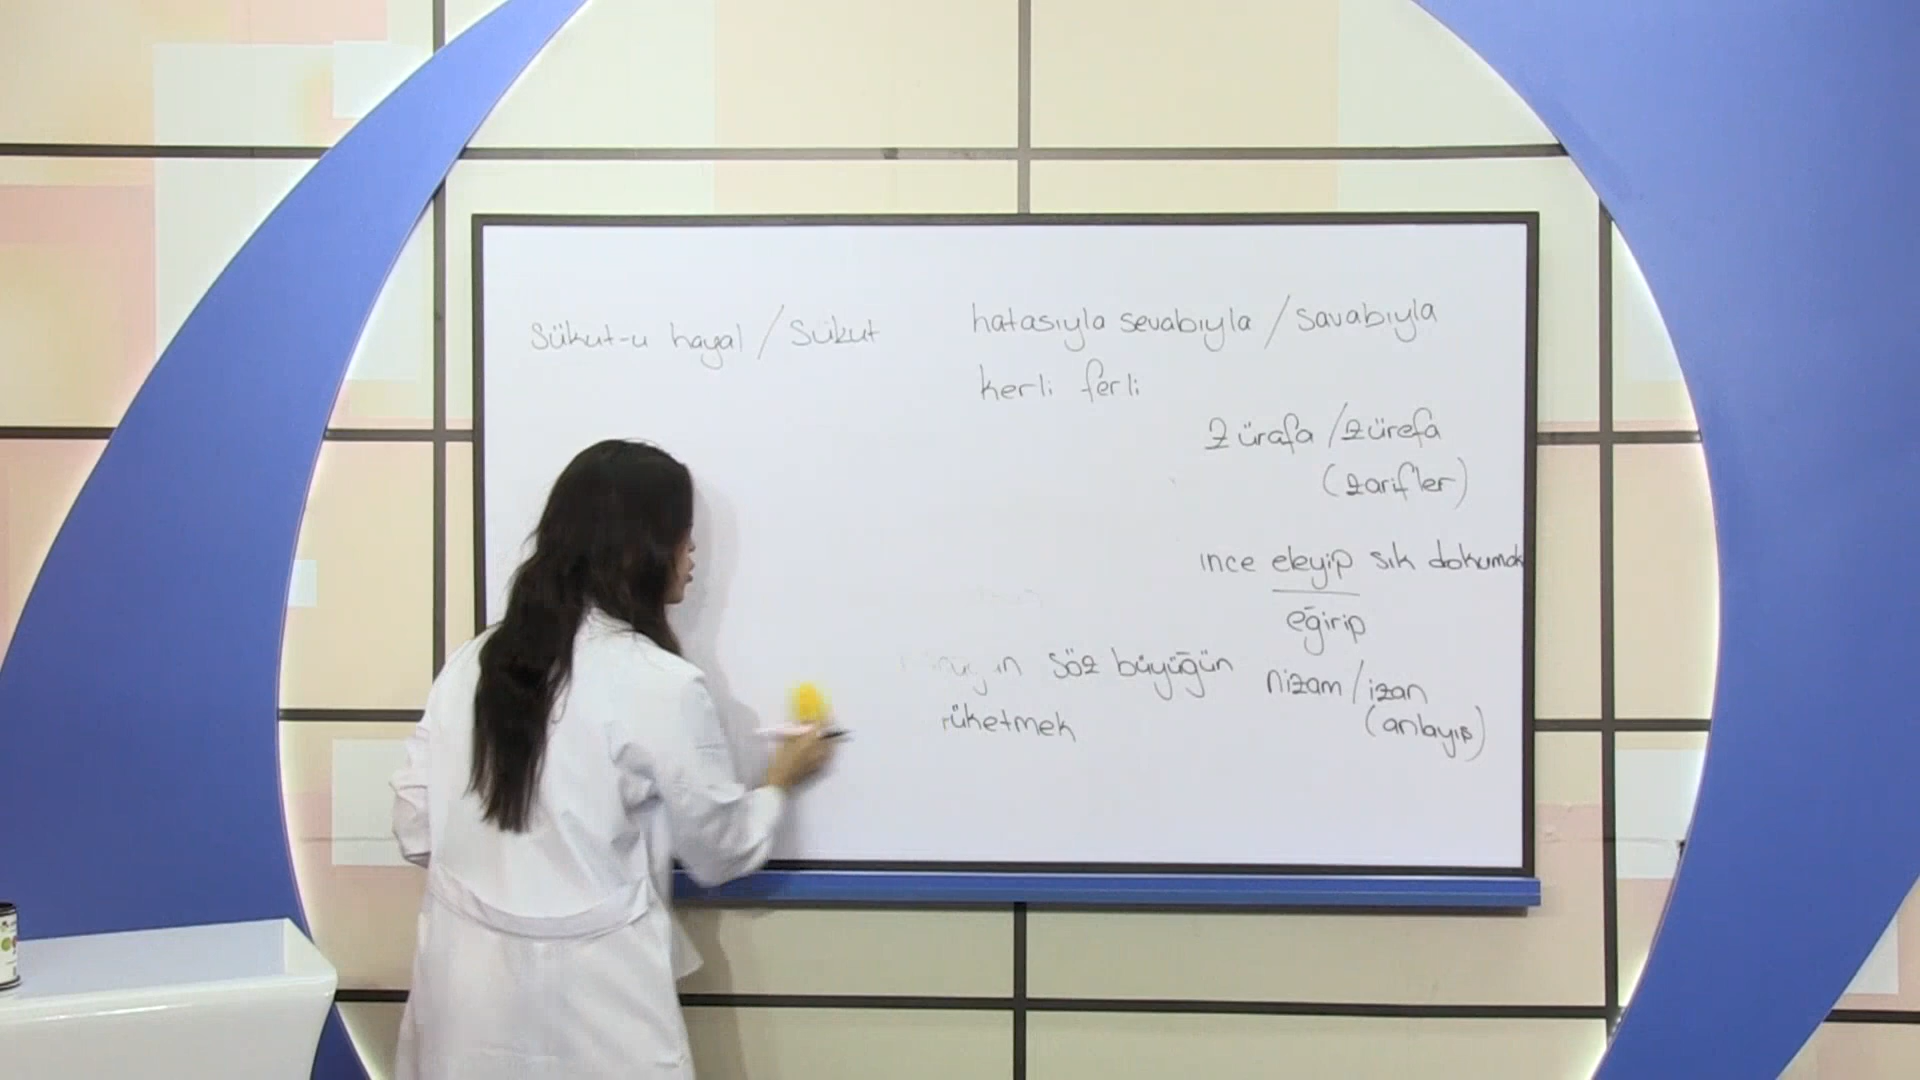 Sükut-u hayal / Sükut
hatasıyla sevabıyla / savabıyla
kerli ferli
zürafa / zürefa
(zarifler)
ince eleyip sık dokumak
eğirip
söz büyüğün
nizam / izan
(anlayış)